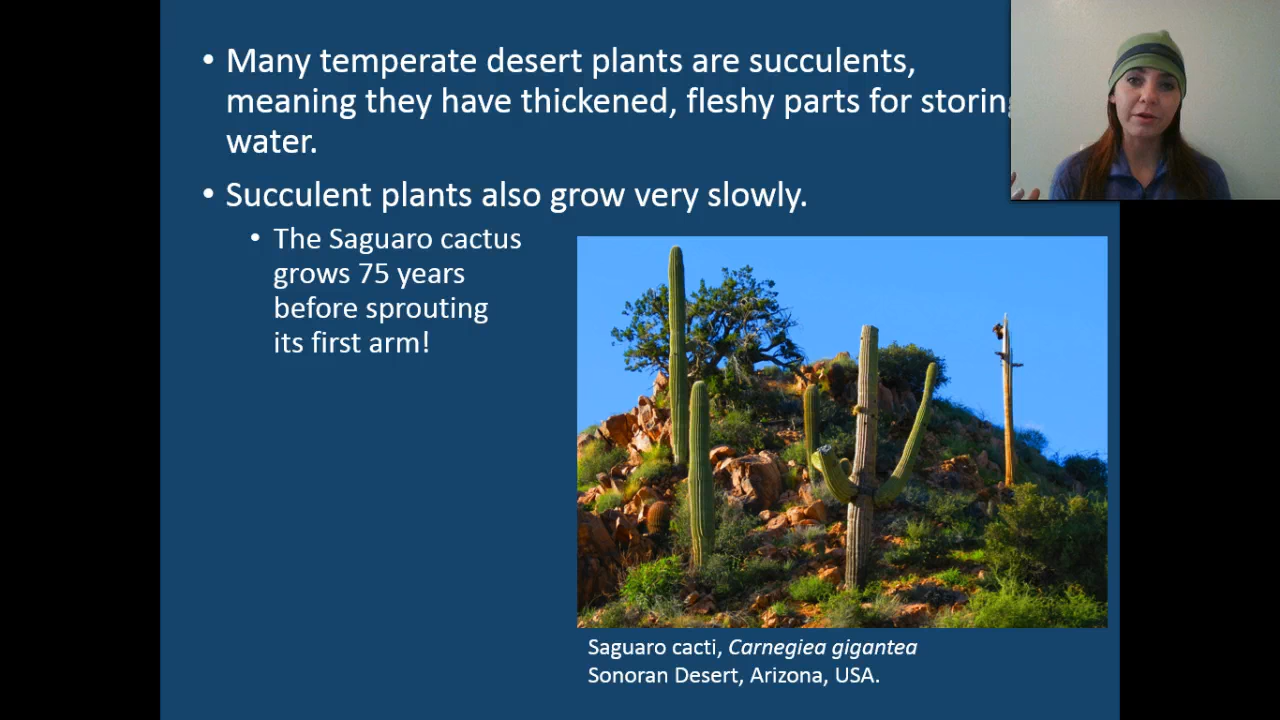 • Many temperate desert plants are succulents,
meaning they have thickened, fleshy parts for storing
water.
• Succulent plants also grow very slowly.
• The Saguaro cactus
grows 75 years
before sprouting
its first arm!
Saguaro cacti, Carnegiea gigantea
Sonoran Desert, Arizona, USA.